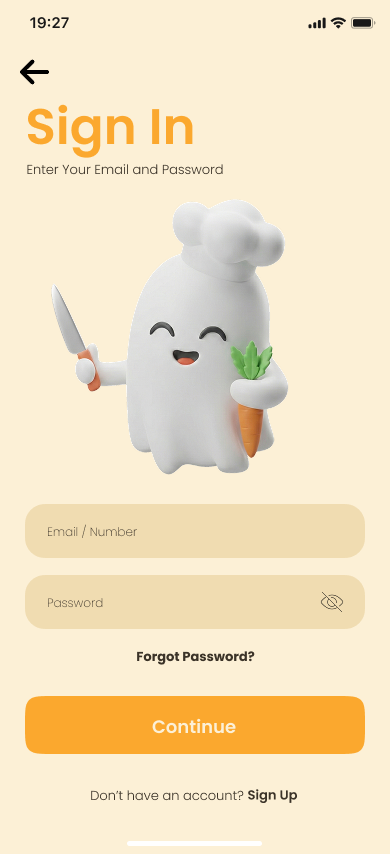 19:27
Sign In
Enter Your Email and Password
Email / Number
Password
Forgot Password?
Continue
Don't have an account? Sign Up